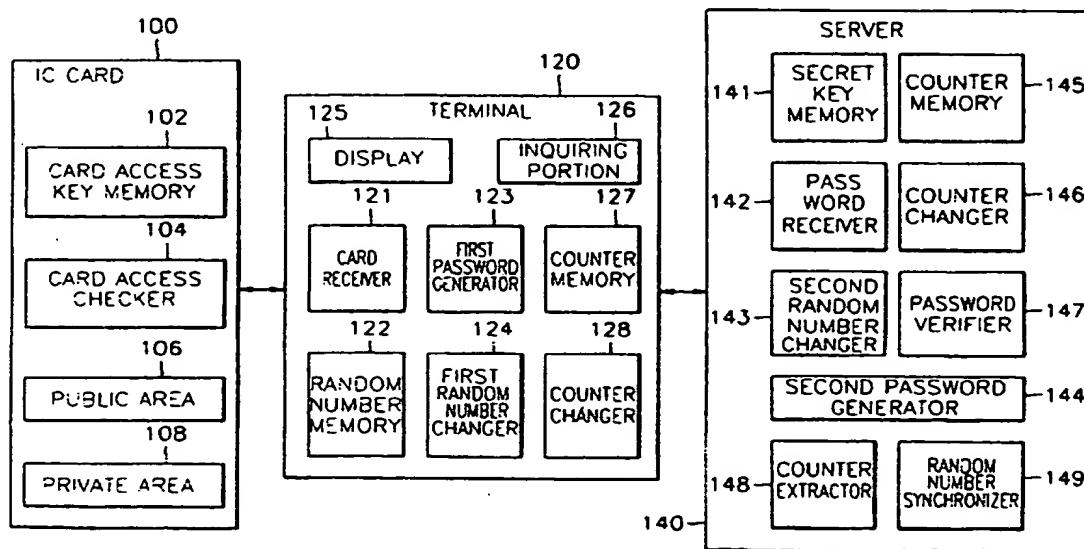 100
IC CARD
102
CARD ACCESS
KEY MEMORY
104
CARD ACCESS
CHECKER
106
PUBLIC AREA
108
PRIVATE AREA
120
TERMINAL
125
DISPLAY
126
INQUIRING
PORTION
121
CARD
RECEIVER
123
FIRST
PASSWORD
GENERATOR
127
COUNTER
MEMORY
122
RANDOM
NUMBER
MEMORY
124
FIRST
RANDOM
NUMBER
CHANGER
128
COUNTER
CHANGER
SERVER
141
SECRET
KEY
MEMORY
COUNTER
MEMORY
145
142
PASS
WORD
RECEIVER
COUNTER
CHANGER
146
143
SECOND
RANDOM
NUMBER
CHANGER
PASSWORD
VERIFIER
147
SECOND PASSWORD
GENERATOR
144
148
COUNTER
EXTRACTOR
RANDOM
NUMBER
SYNCHRONIZER
149
140